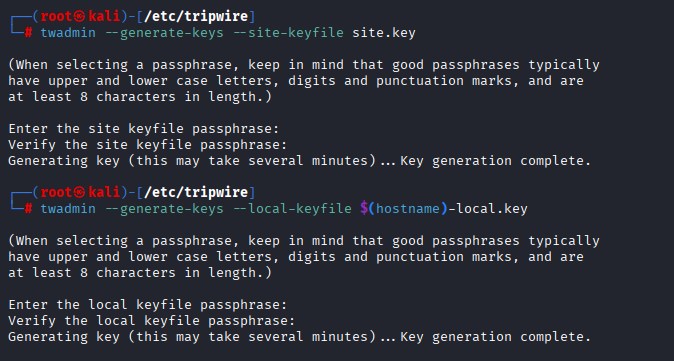 ┌──(root㉿kali)-[/etc/tripwire]
└─# twadmin --generate-keys --site-keyfile site.key
(When selecting a passphrase, keep in mind that good passphrases typically
have upper and lower case letters, digits and punctuation marks, and are
at least 8 characters in length.)
Enter the site keyfile passphrase:
Verify the site keyfile passphrase:
Generating key (this may take several minutes)...Key generation complete.
┌──(root㉿kali)-[/etc/tripwire]
└─# twadmin --generate-keys --local-keyfile $(hostname)-local.key
(When selecting a passphrase, keep in mind that good passphrases typically
have upper and lower case letters, digits and punctuation marks, and are
at least 8 characters in length.)
Enter the local keyfile passphrase:
Verify the local keyfile passphrase:
Generating key (this may take several minutes)...Key generation complete.